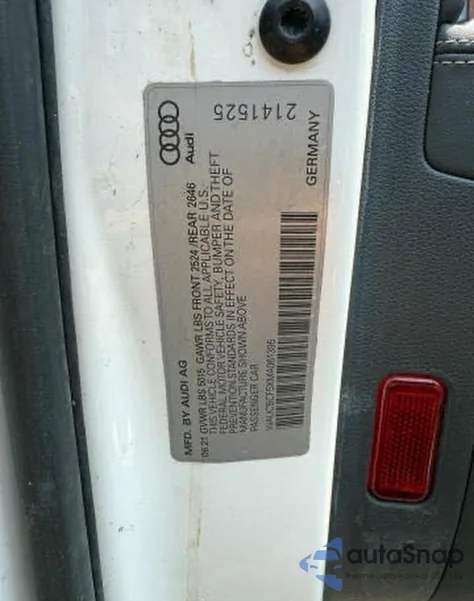 Audi
2141525
GERMANY
MFD. BY AUDI AG
06/21 GVWR LBS 5015 GAWR LBS FRONT 2524 /REAR 2646
THIS VEHICLE CONFORMS TO ALL APPLICABLE U.S.
FEDERAL MOTOR VEHICLE SAFETY, BUMPER AND THEFT
PREVENTION STANDARDS IN EFFECT ON THE DATE OF
MANUFACTURE SHOWN ABOVE
PASSENGER CAR
autoSnap